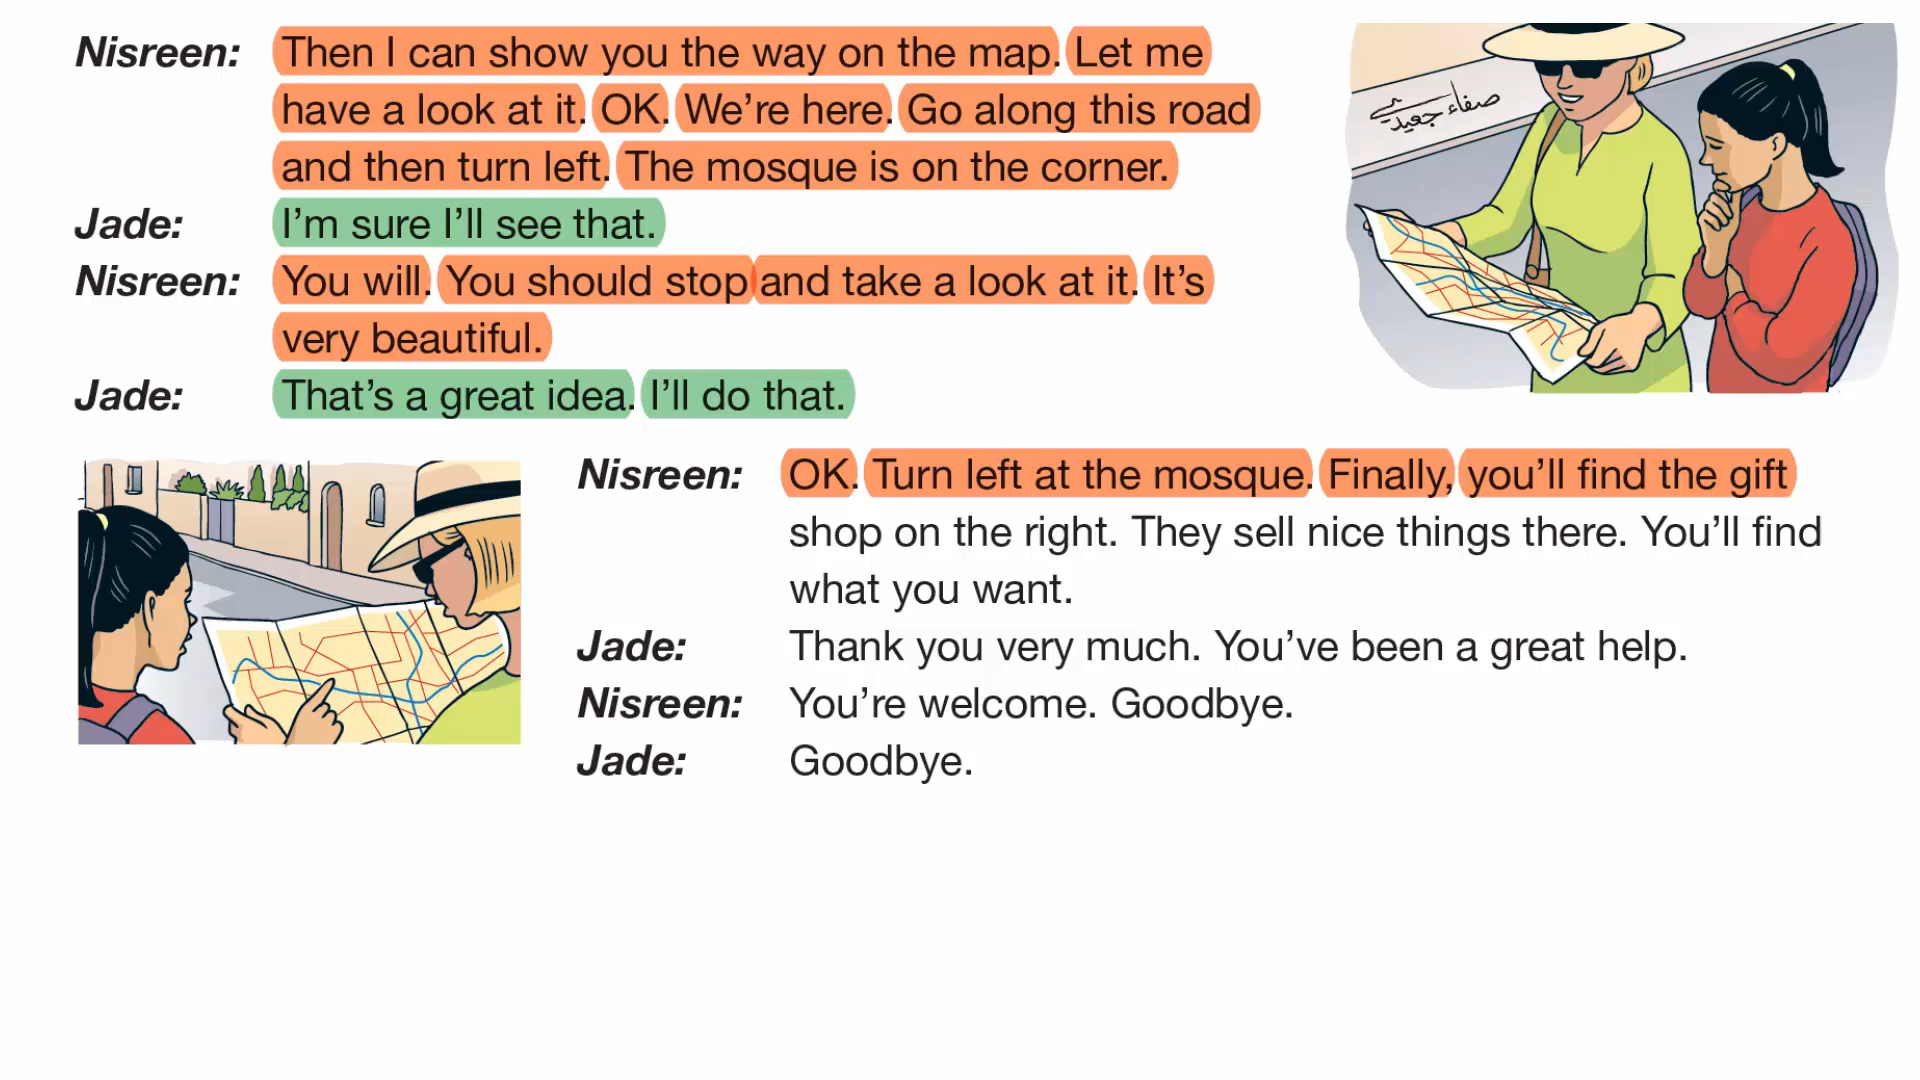 Nisreen: Then I can show you the way on the map. Let me
have a look at it. OK. We're here. Go along this road
and then turn left. The mosque is on the corner.
Jade: I'm sure I'll see that.
Nisreen: You will. You should stop and take a look at it. It's
very beautiful.
Jade: That's a great idea. I'll do that.
صفاء جعيدي
Nisreen: OK. Turn left at the mosque. Finally, you'll find the gift
shop on the right. They sell nice things there. You'll find
what you want.
Jade: Thank you very much. You've been a great help.
Nisreen: You're welcome. Goodbye.
Jade: Goodbye.